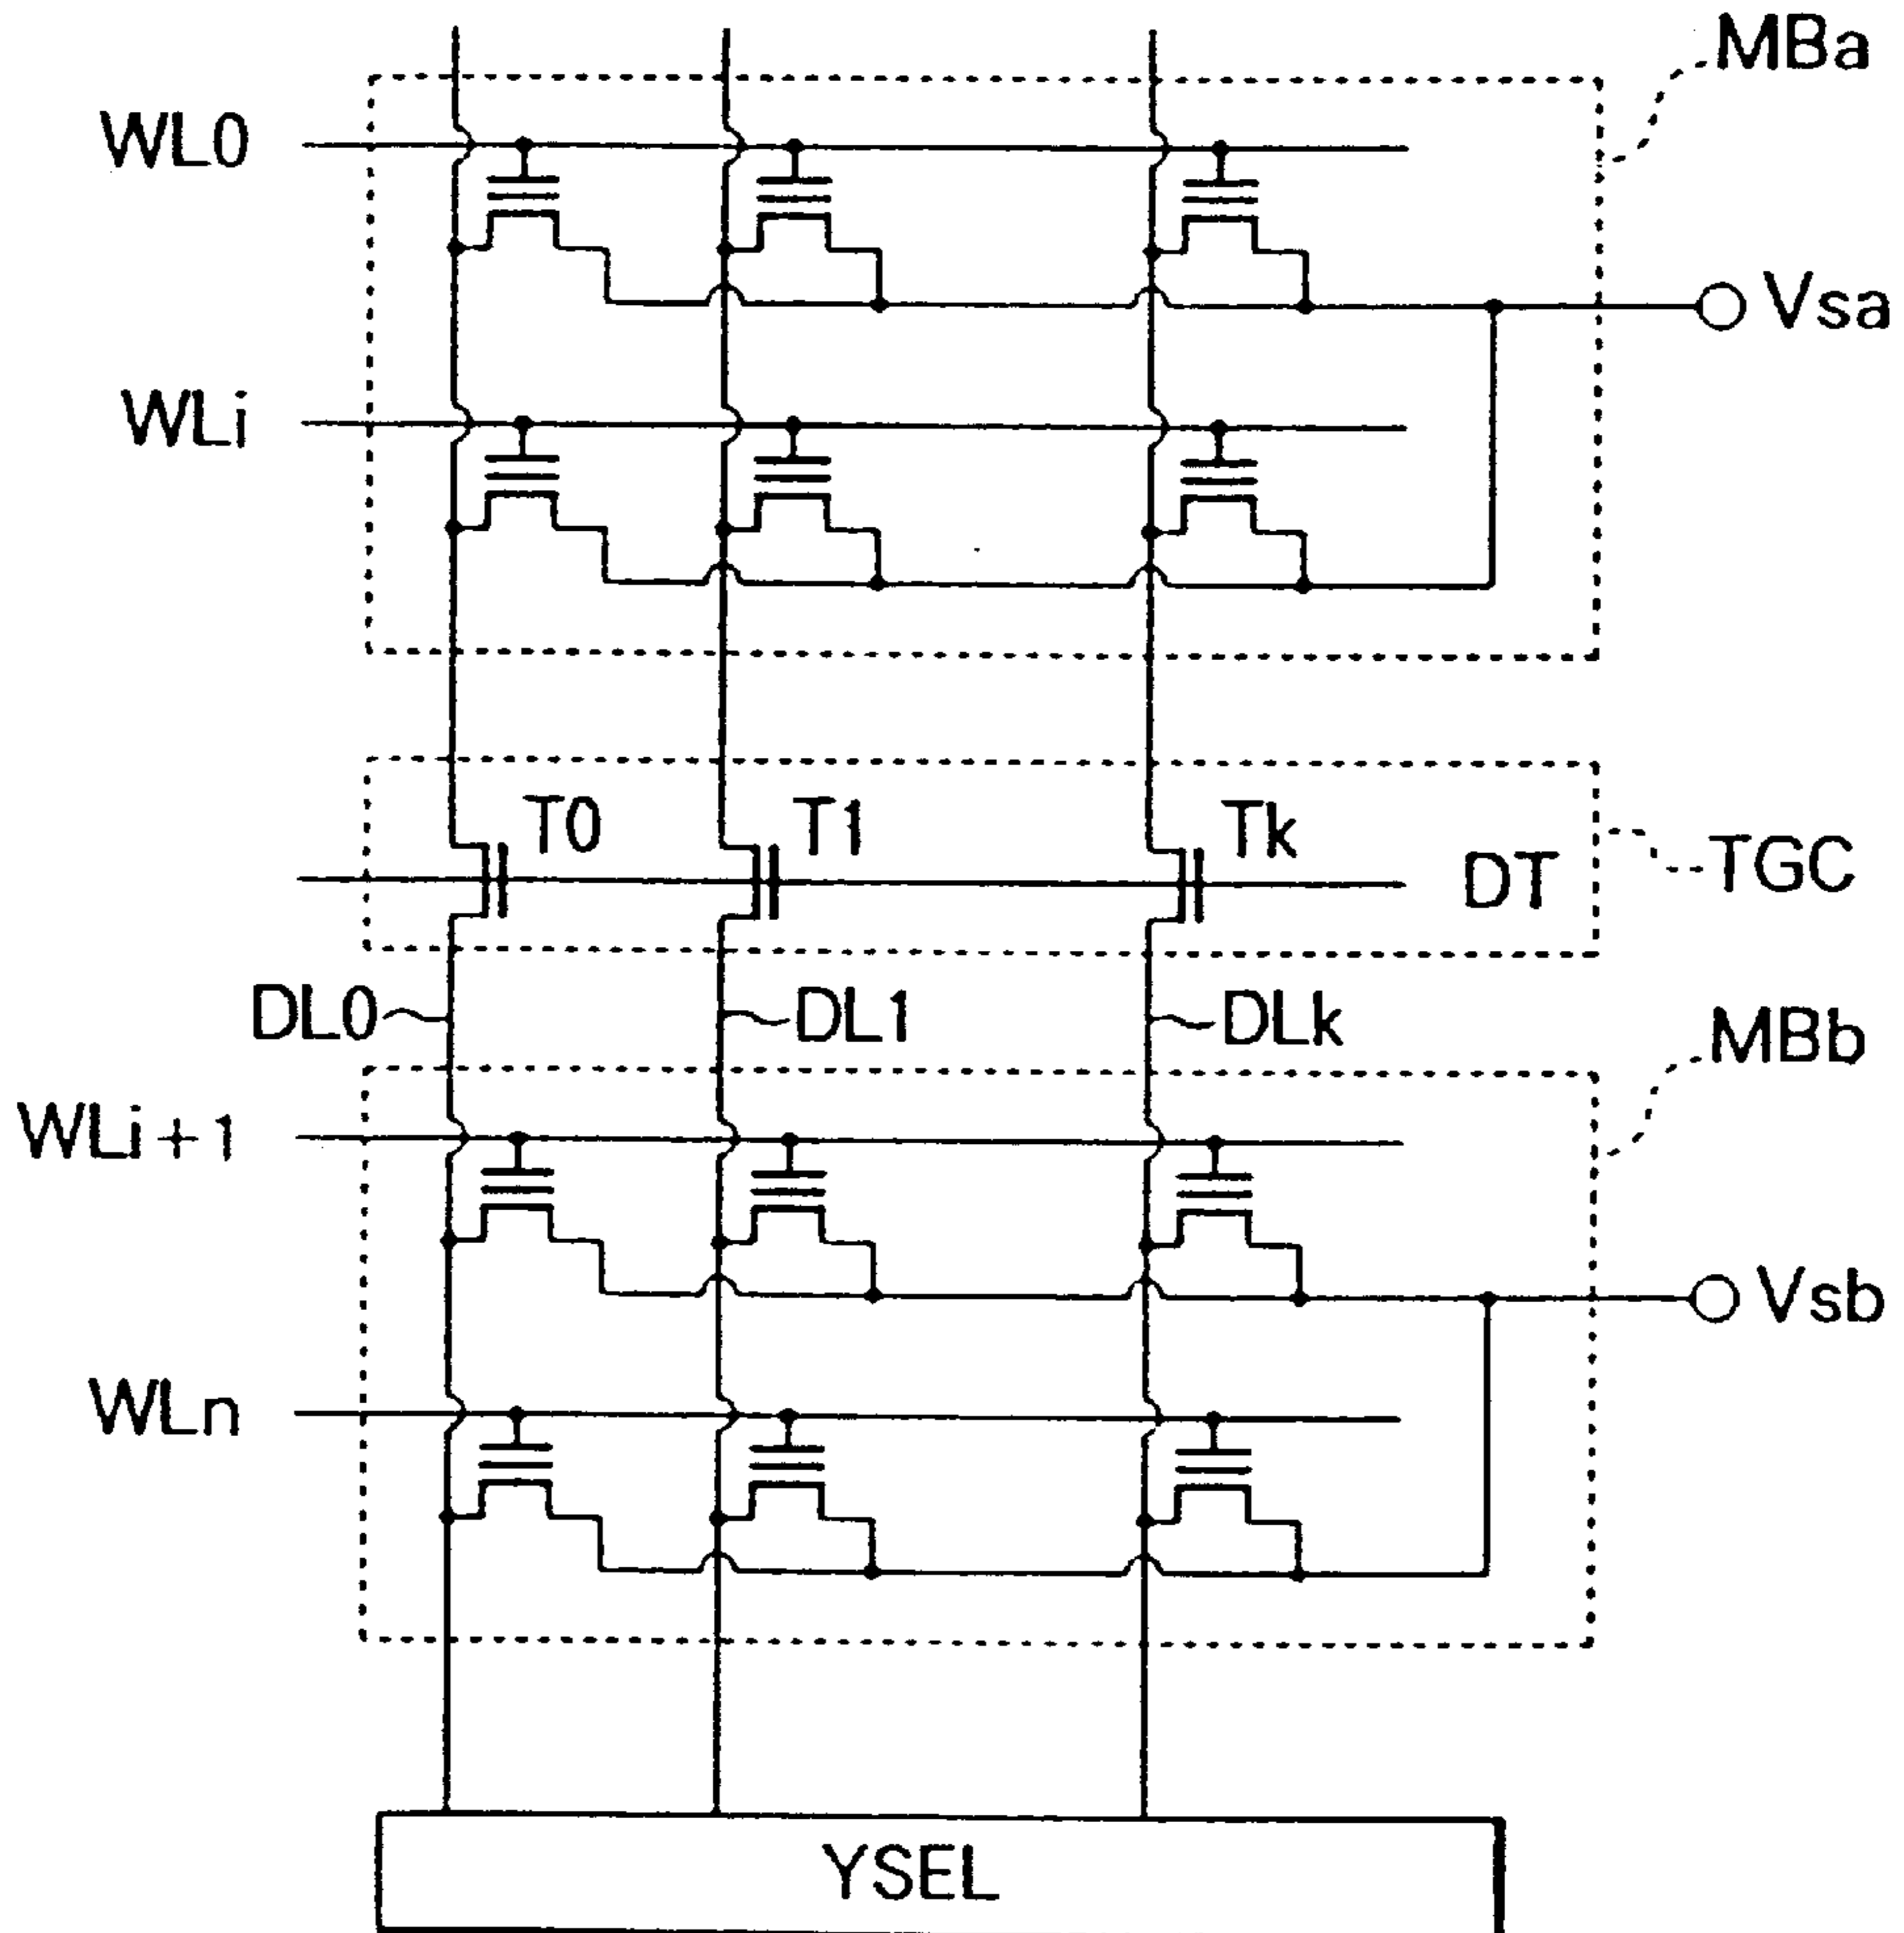 MBa
WL0
Vsa
WLi
T0 T1 Tk
DT
TGC
DL0 DL1 DLk
MBb
WLi+1
Vsb
WLn
YSEL